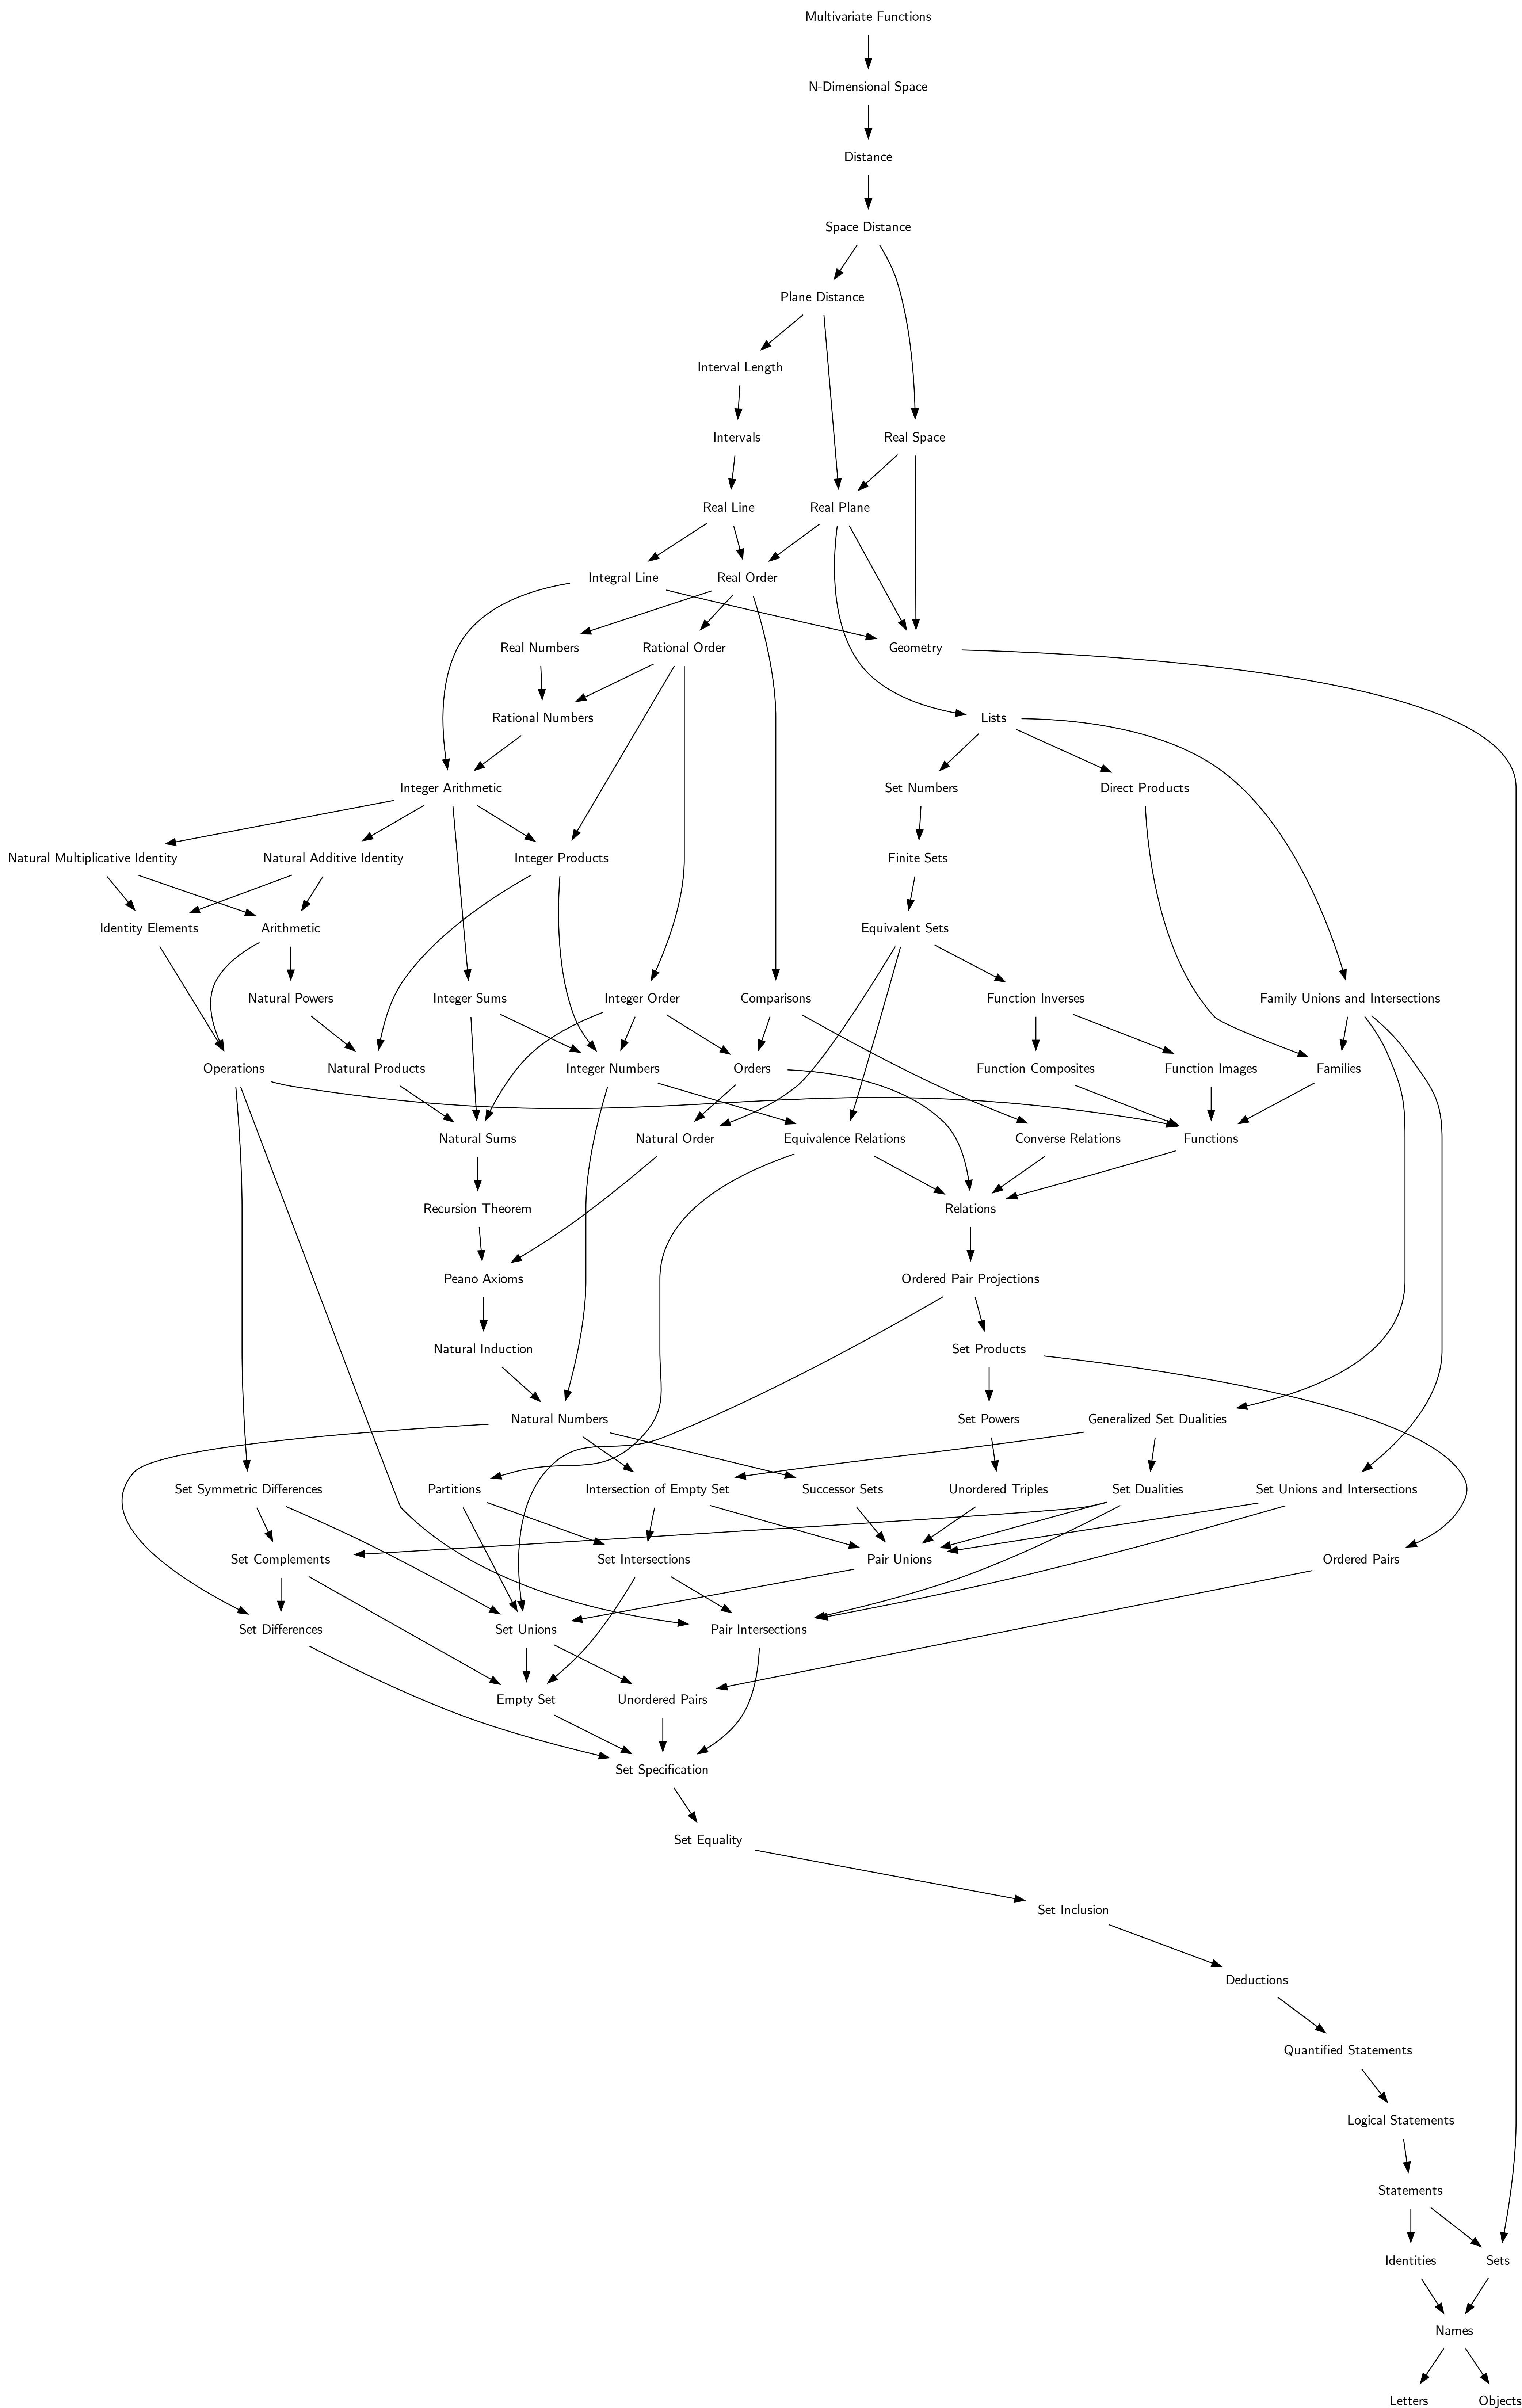 Multivariate Functions
N-Dimensional Space
Distance
Space Distance
Plane Distance
Interval Length
Intervals
Real Space
Real Line
Real Plane
Integral Line
Real Order
Real Numbers
Rational Order
Geometry
Rational Numbers
Lists
Integer Arithmetic
Set Numbers
Direct Products
Natural Multiplicative Identity
Natural Additive Identity
Integer Products
Finite Sets
Identity Elements
Arithmetic
Equivalent Sets
Natural Powers
Integer Sums
Integer Order
Comparisons
Function Inverses
Family Unions and Intersections
Operations
Natural Products
Integer Numbers
Orders
Function Composites
Function Images
Families
Natural Sums
Natural Order
Equivalence Relations
Converse Relations
Functions
Recursion Theorem
Relations
Peano Axioms
Ordered Pair Projections
Natural Induction
Set Products
Natural Numbers
Set Powers
Generalized Set Dualities
Set Symmetric Differences
Partitions
Intersection of Empty Set
Successor Sets
Unordered Triples
Set Dualities
Set Unions and Intersections
Set Complements
Set Intersections
Pair Unions
Ordered Pairs
Set Differences
Set Unions
Pair Intersections
Empty Set
Unordered Pairs
Set Specification
Set Equality
Set Inclusion
Deductions
Quantified Statements
Logical Statements
Statements
Identities
Sets
Names
Letters
Objects